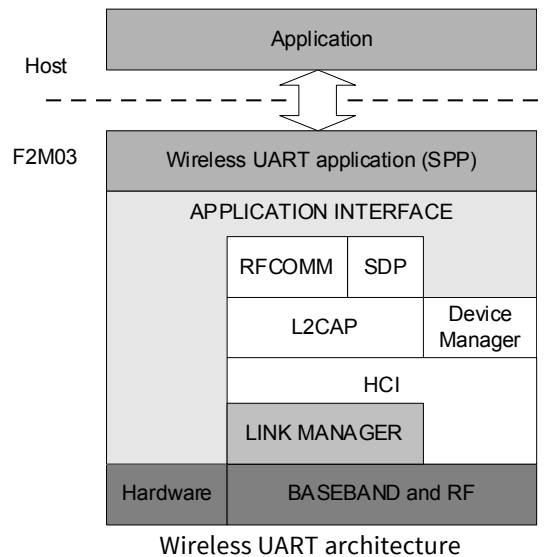 Application
Host
F2M03
Wireless UART application (SPP)
APPLICATION INTERFACE
RFCOMM
SDP
L2CAP
Device
Manager
HCI
LINK MANAGER
Hardware
BASEBAND and RF
Wireless UART architecture